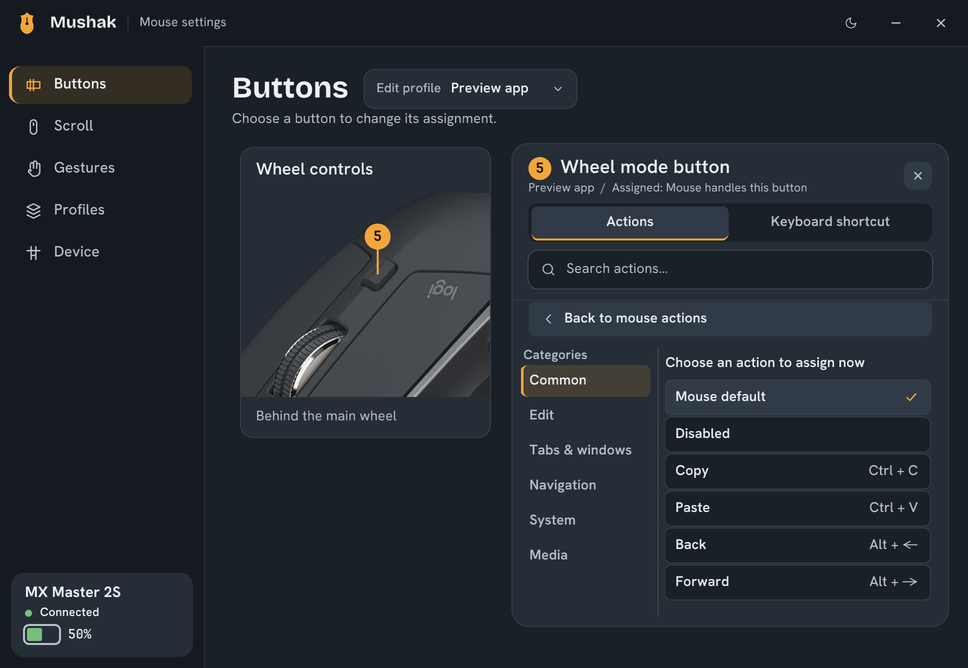 Mushak
Mouse settings
Buttons
Scroll
Gestures
Profiles
Device
MX Master 2S
Connected
50%
Buttons
Edit profile Preview app
Choose a button to change its assignment.
Wheel controls
5
logi
Behind the main wheel
5 Wheel mode button
Preview app / Assigned: Mouse handles this button
Actions
Keyboard shortcut
Search actions...
Back to mouse actions
Categories
Common
Edit
Tabs & windows
Navigation
System
Media
Choose an action to assign now
Mouse default
Disabled
Copy Ctrl + C
Paste Ctrl + V
Back Alt + ←
Forward Alt + →